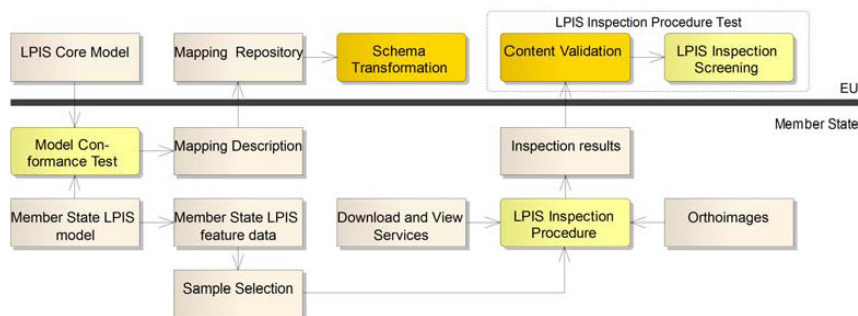 LPIS Inspection Procedure Test
LPIS Core Model
Mapping Repository
Schema
Transformation
Content Validation
LPIS Inspection
Screening
EU
Member State
Model Con-
formance Test
Mapping Description
Inspection results
Member State LPIS
model
Member State LPIS
feature data
Download and View
Services
LPIS Inspection
Procedure
Orthoimages
Sample Selection